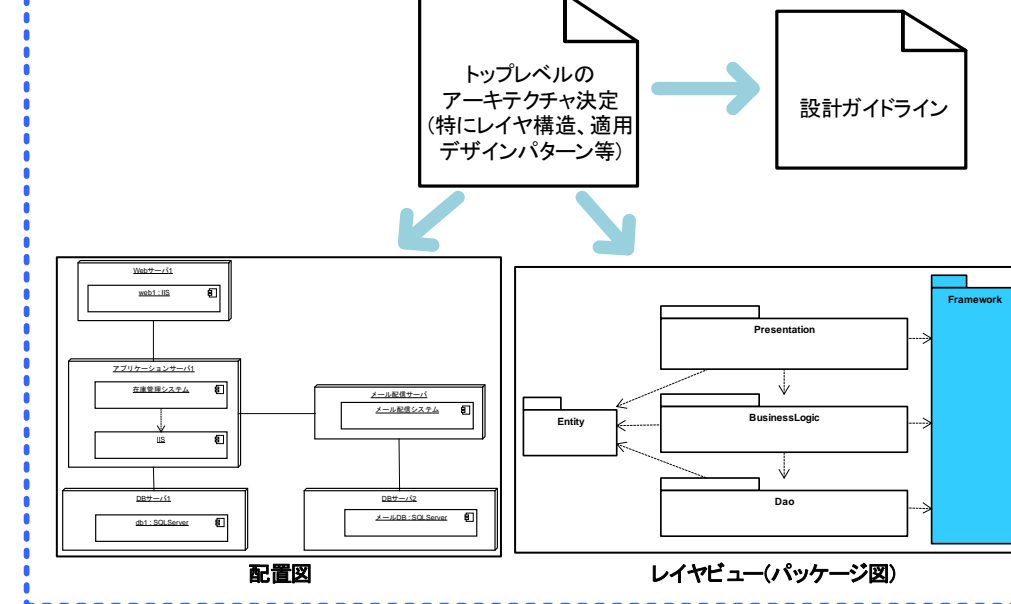 トップレベルの
アーキテクチャ決定
(特にレイヤ構造、適用
デザインパターン等)
設計ガイドライン
Webサーバ1
web1 : IIS
アプリケーションサーバ1
在庫管理システム
IIS
メール配信サーバ
メール配信システム
DBサーバ1
db1 : SQLServer
DBサーバ2
メールDB : SQLServer
配置図
Framework
Presentation
Entity
BusinessLogic
Dao
レイヤビュー(パッケージ図)